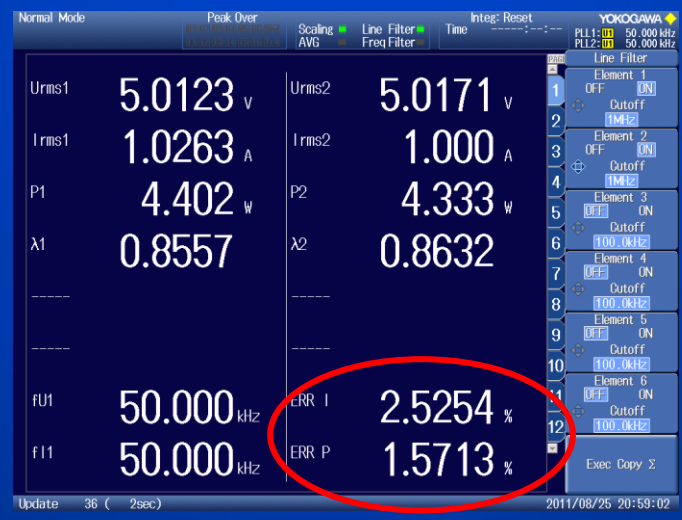 Normal Mode
Peak Over
Scaling
Line Filter
AVG
Freq Filter
Integ: Reset
Time -----:--:--
YOKOGAWA
PLL1: U1 50.000 kHz
PLL2: U1 50.000 kHz
Urms1 5.0123 V
Urms2 5.0171 V
Irms1 1.0263 A
Irms2 1.000 A
P1 4.402 W
P2 4.333 W
λ1 0.8557
λ2 0.8632
-----
-----
fU1 50.000 kHz
ERR I 2.5254 %
fI1 50.000 kHz
ERR P 1.5713 %
PAGE
1
2
3
4
5
6
7
8
9
10
11
12
Line Filter
Element 1
OFF ON
Cutoff
1MHz
Element 2
OFF ON
Cutoff
1MHz
Element 3
OFF ON
Cutoff
100.0kHz
Element 4
OFF ON
Cutoff
100.0kHz
Element 5
OFF ON
Cutoff
100.0kHz
Element 6
OFF ON
Cutoff
100.0kHz
Exec Copy Σ
Update 36 ( 2sec)
2011/08/25 20:59:02